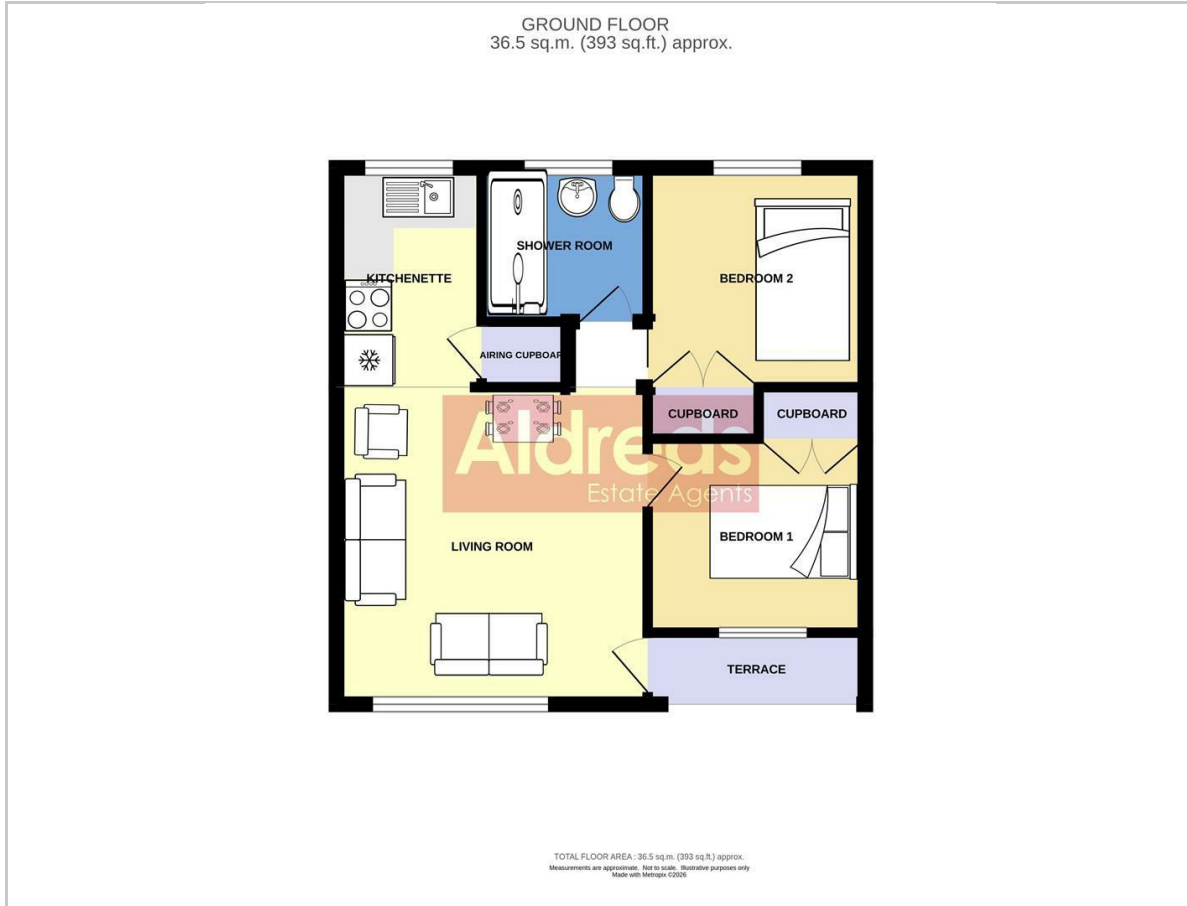 GROUND FLOOR
36.5 sq.m. (393 sq.ft.) approx.
SHOWER ROOM
KITCHENETTE
BEDROOM 2
AIRING CUPBOAR
CUPBOARD
CUPBOARD
Aldreds
Estate Agents
BEDROOM 1
LIVING ROOM
TERRACE
TOTAL FLOOR AREA : 36.5 sq.m. (393 sq.ft.) approx.
Measurements are approximate. Not to scale. Illustrative purposes only
Made with Metropix ©2026